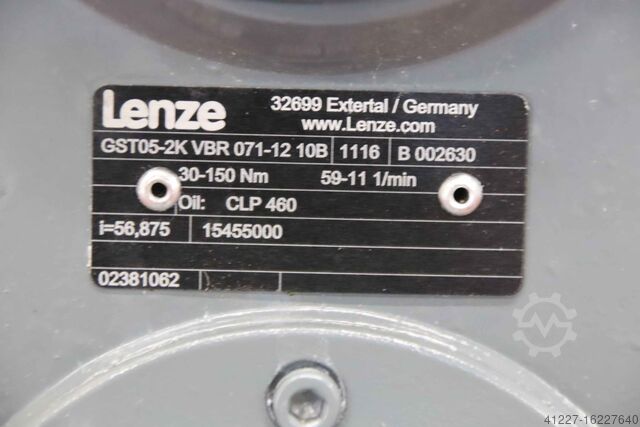 Lenze
32699 Extertal / Germany
www.Lenze.com
GST05-2K VBR 071-12 10B 1116 B 002630
30-150 Nm 59-11 1/min
Oil: CLP 460
i=56,875 15455000
02381062
41227-16227640